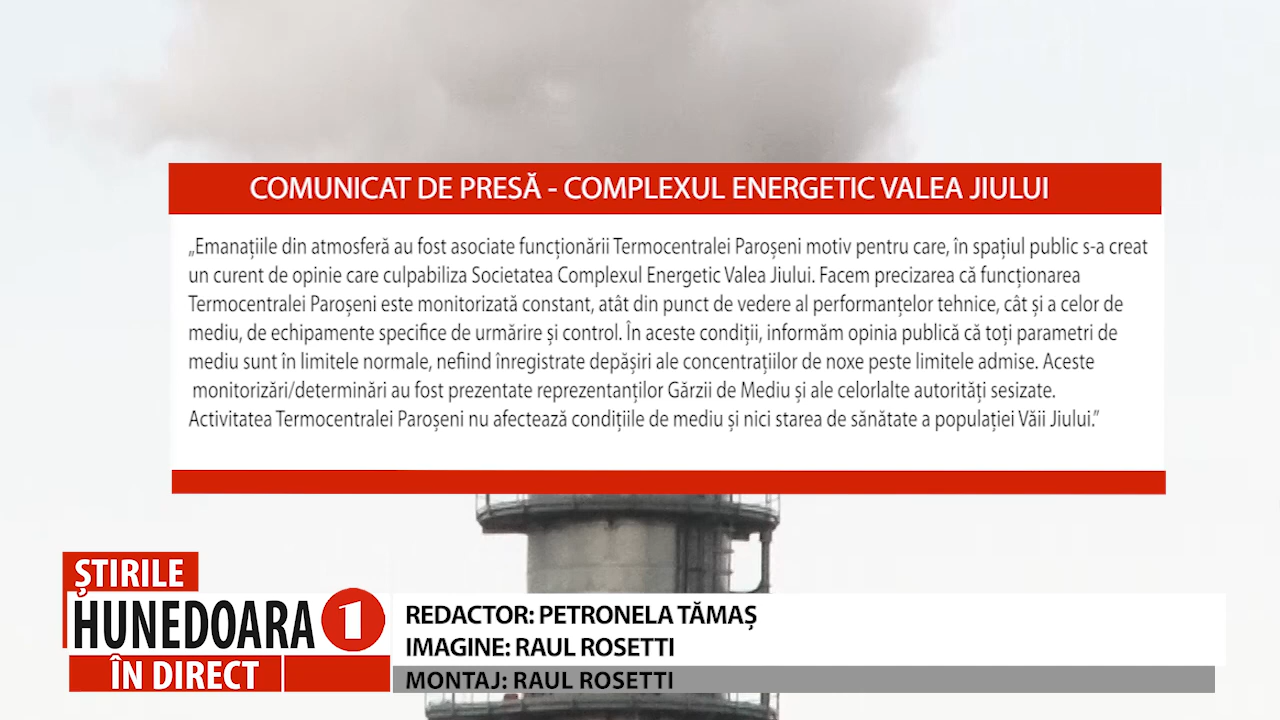 COMUNICAT DE PRESĂ - COMPLEXUL ENERGETIC VALEA JIULUI
„Emanațiile din atmosferă au fost asociate funcționării Termocentralei Paroșeni motiv pentru care, în spațiul public s-a creat
un curent de opinie care culpabiliza Societatea Complexul Energetic Valea Jiului. Facem precizarea că funcționarea
Termocentralei Paroșeni este monitorizată constant, atât din punct de vedere al performanțelor tehnice, cât și a celor de
mediu, de echipamente specifice de urmărire și control. În aceste condiții, informăm opinia publică că toți parametri de
mediu sunt în limitele normale, nefiind înregistrate depășiri ale concentrațiilor de noxe peste limitele admise. Aceste
monitorizări/determinări au fost prezentate reprezentanților Gărzii de Mediu și ale celorlalte autorități sesizate.
Activitatea Termocentralei Paroșeni nu afectează condițiile de mediu și nici starea de sănătate a populației Văii Jiului.”
ȘTIRILE
HUNEDOARA 1
ÎN DIRECT
REDACTOR: PETRONELA TĂMAȘ
IMAGINE: RAUL ROSETTI
MONTAJ: RAUL ROSETTI